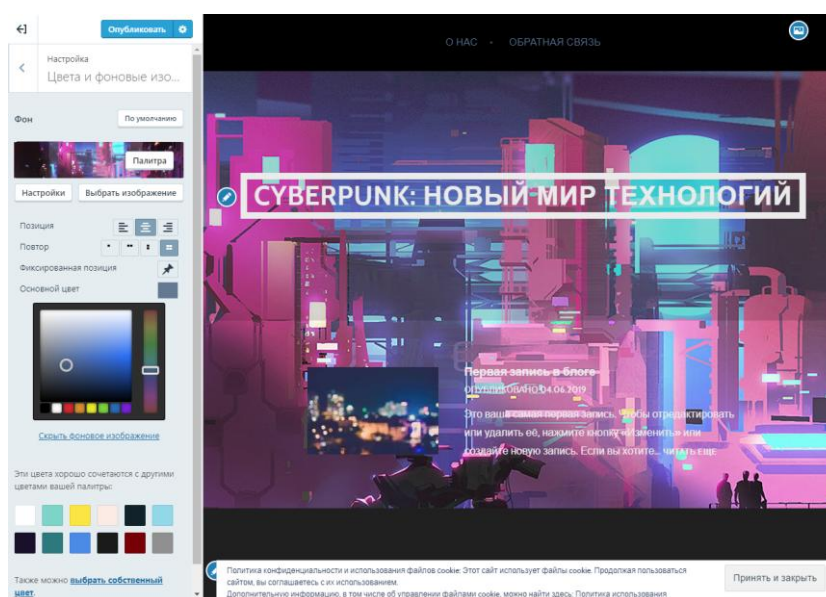 Опубликовать
Настройка
Цвета и фоновые изо...
Фон
По умолчанию
Палитра
Настройки
Выбрать изображение
Позиция
Повтор
Фиксированная позиция
Основной цвет
Скрыть фоновое изображение
Эти цвета хорошо сочетаются с другими
цветами вашей палитры:
Также можно выбрать собственный
цвет.
О НАС • ОБРАТНАЯ СВЯЗЬ
CYBERPUNK: НОВЫЙ МИР ТЕХНОЛОГИЙ
Первая запись в блоге
ОПУБЛИКОВАНО 04.06.2019
Это ваша самая первая запись. Чтобы отредактировать
или удалить её, нажмите кнопку «Изменить» или
создайте новую запись. Если вы хотите... ЧИТАТЬ ЕЩЕ
Политика конфиденциальности и использования файлов cookie: Этот сайт использует файлы cookie. Продолжая пользоваться
сайтом, вы соглашаетесь с их использованием.
Дополнительную информацию, в том числе об управлении файлами cookie, можно найти здесь: Политика использования
Принять и закрыть